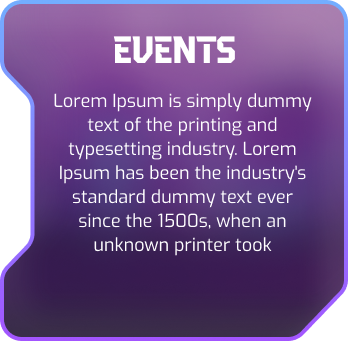 EVENTS
Lorem Ipsum is simply dummy
text of the printing and
typesetting industry. Lorem
Ipsum has been the industry's
standard dummy text ever
since the 1500s, when an
unknown printer took